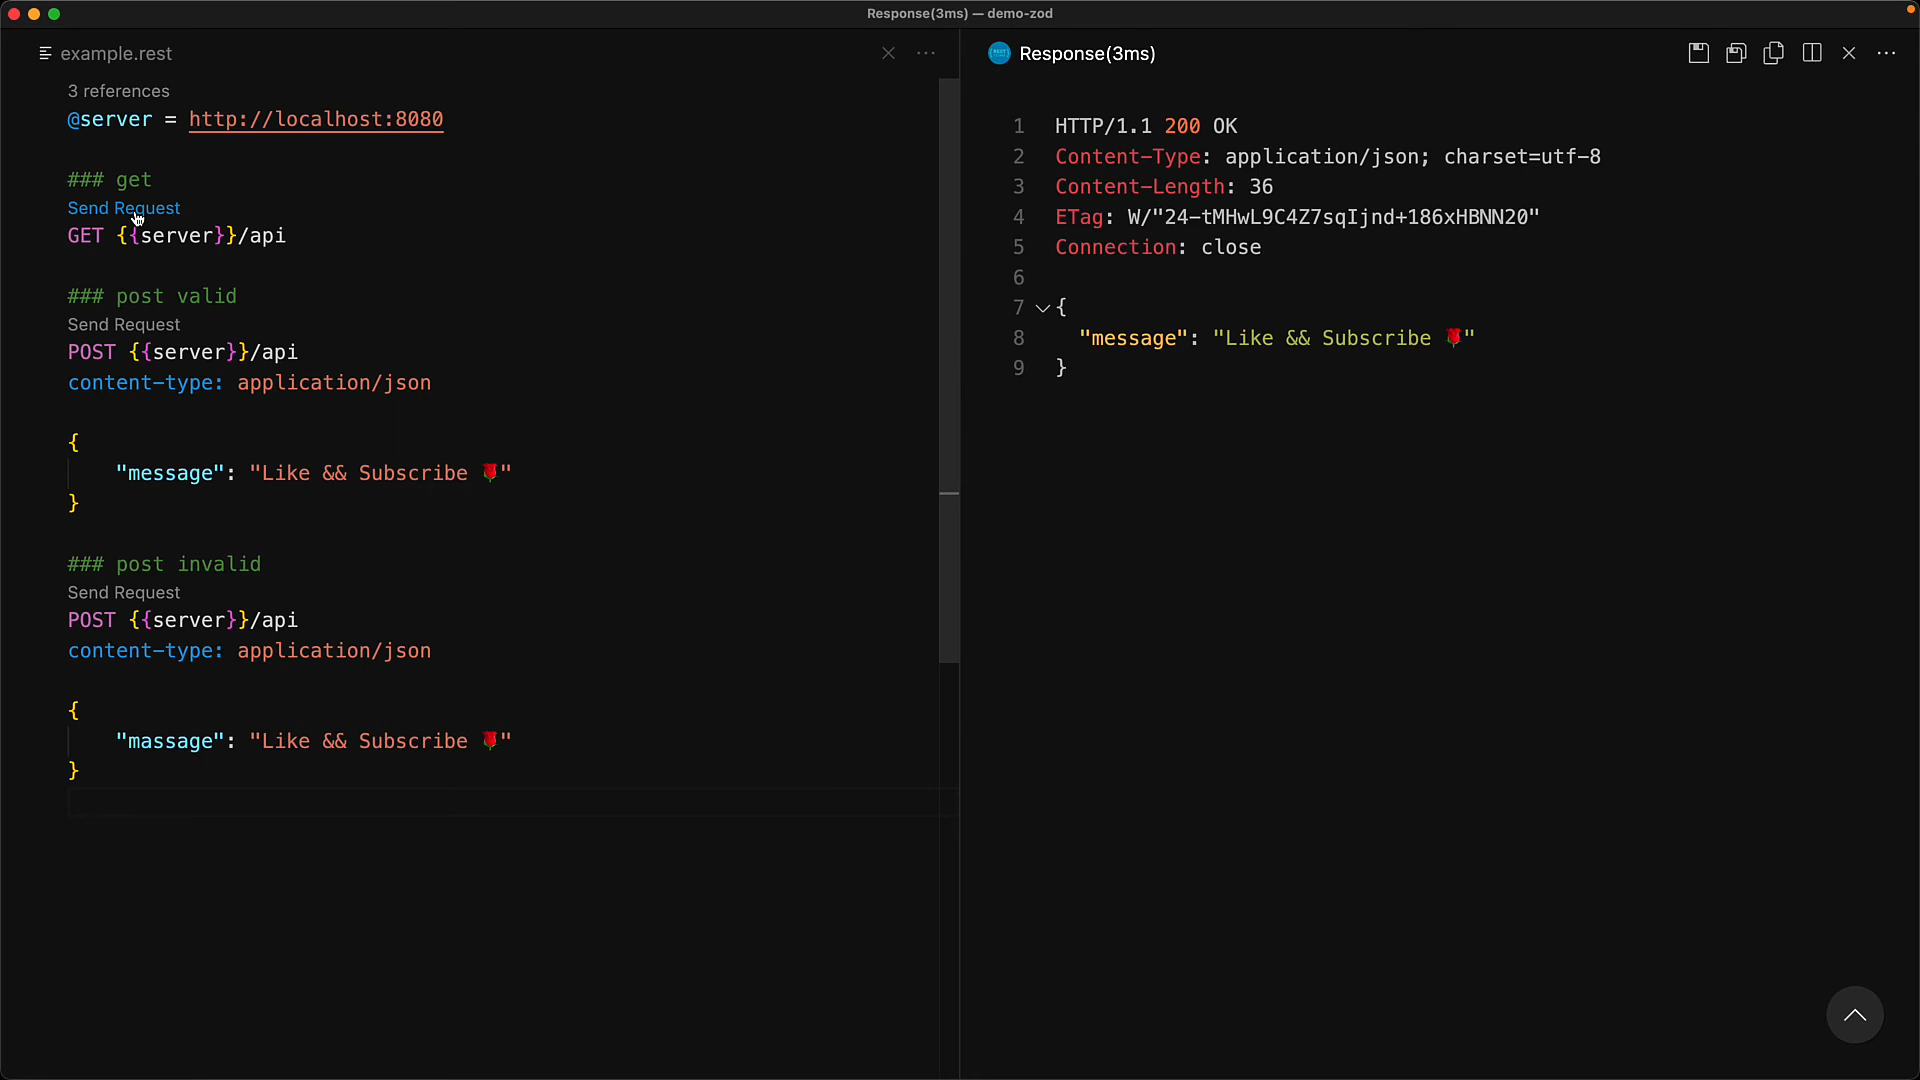 Response(3ms) — demo-zod
example.rest
3 references
@server = http://localhost:8080
### get
Send Request
GET {{server}}/api
### post valid
Send Request
POST {{server}}/api
content-type: application/json
{
"message": "Like && Subscribe 🌹"
}
### post invalid
Send Request
POST {{server}}/api
content-type: application/json
{
"massage": "Like && Subscribe 🌹"
}
Response(3ms)
1 HTTP/1.1 200 OK
2 Content-Type: application/json; charset=utf-8
3 Content-Length: 36
4 ETag: W/"24-tMHwL9C4Z7sqIjnd+186xHBNN20"
5 Connection: close
6
7 {
8 "message": "Like && Subscribe 🌹"
9 }